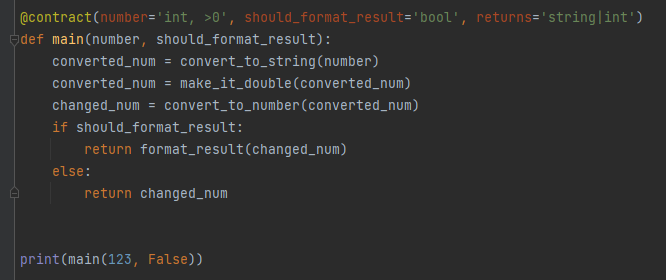 @contract(number='int, >0', should_format_result='bool', returns='string|int')
def main(number, should_format_result):
    converted_num = convert_to_string(number)
    converted_num = make_it_double(converted_num)
    changed_num = convert_to_number(converted_num)
    if should_format_result:
        return format_result(changed_num)
    else:
        return changed_num
print(main(123, False))